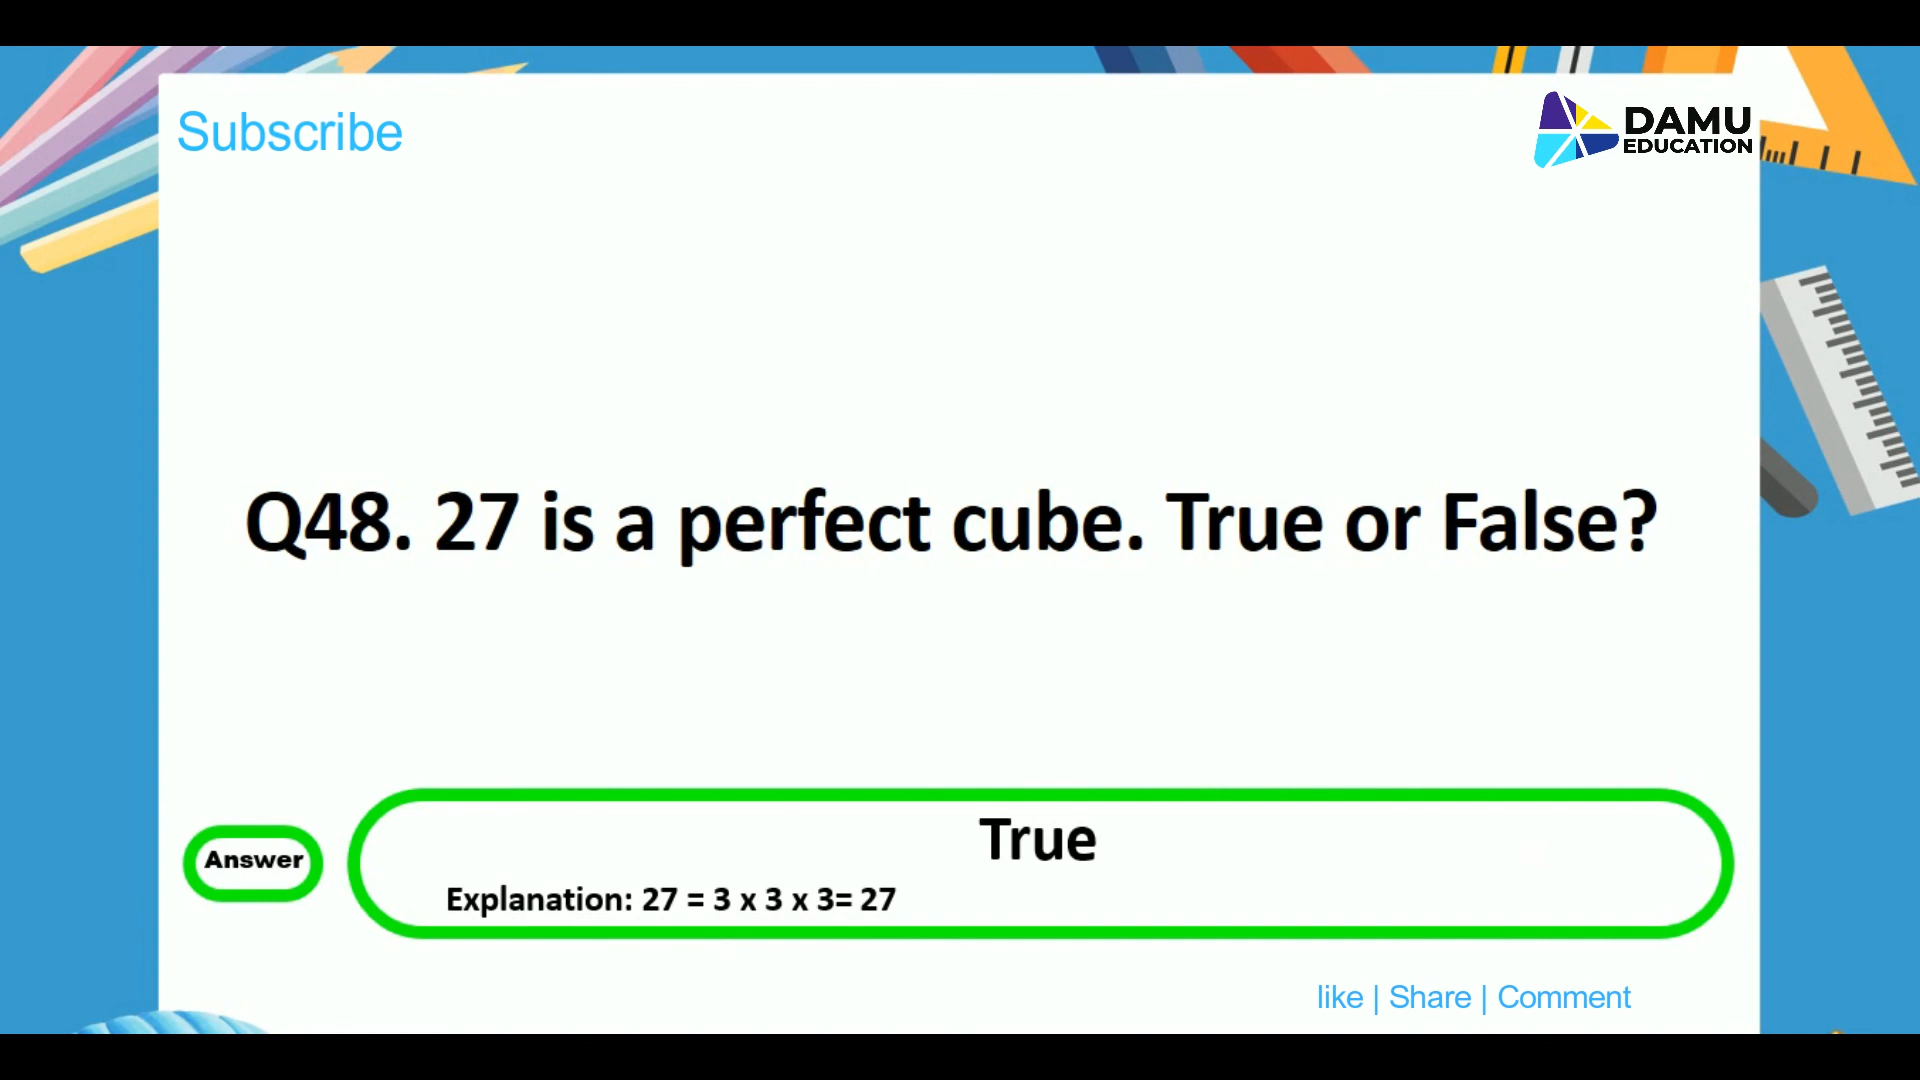 Subscribe
DAMU
EDUCATION
Q48. 27 is a perfect cube. True or False?
Answer
True
Explanation: 27 = 3 x 3 x 3= 27
like | Share | Comment